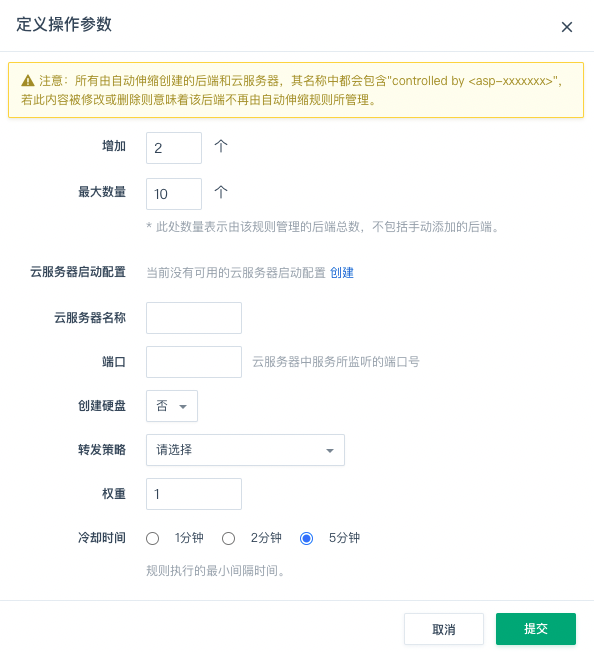 定义操作参数
注意：所有由自动伸缩创建的后端和云服务器，其名称中都会包含"controlled by <asp-xxxxxxx>"，
若此内容被修改或删除则意味着该后端不再由自动伸缩规则所管理。
增加 2 个
最大数量 10 个
* 此处数量表示由该规则管理的后端总数，不包括手动添加的后端。
云服务器启动配置 当前没有可用的云服务器启动配置 创建
云服务器名称
端口 云服务器中服务所监听的端口号
创建硬盘 否
转发策略 请选择
权重 1
冷却时间 1分钟 2分钟 5分钟
规则执行的最小间隔时间。
取消 提交